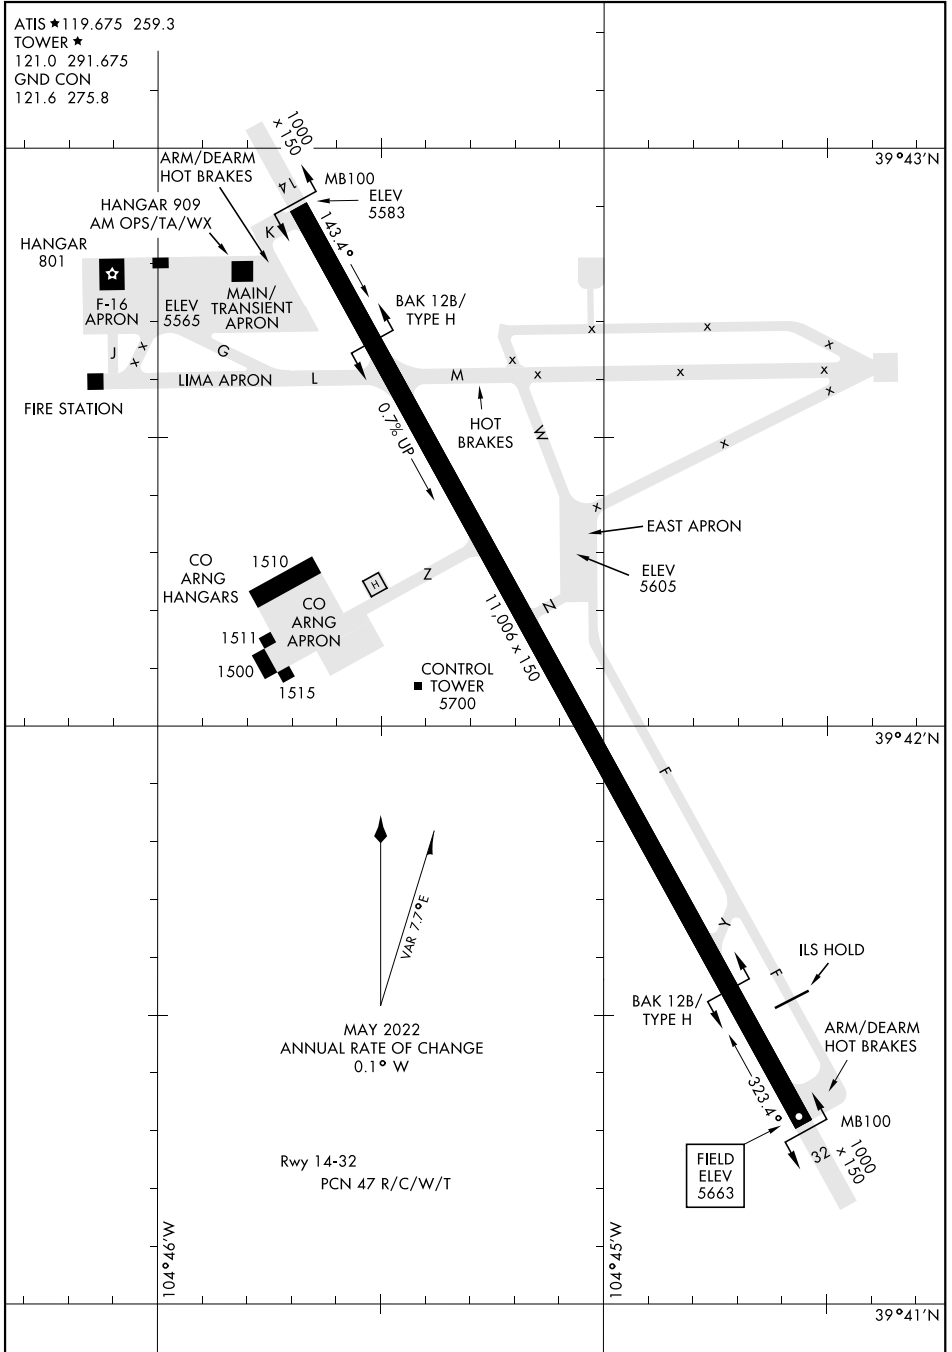 ATIS ★ 119.675 259.3
TOWER ★
121.0 291.675
GND CON
121.6 275.8
1000
x 150
39°43'N
ARM/DEARM
HOT BRAKES
14
MB100
ELEV
5583
HANGAR 909
AM OPS/TA/WX
K
143.4°
HANGAR
801
F-16
APRON
ELEV
5565
MAIN/
TRANSIENT
APRON
BAK 12B/
TYPE H
x
x
x
x
x
x
x
x
x
x
x
x
J
G
LIMA APRON
L
M
FIRE STATION
0.7% UP
HOT
BRAKES
W
EAST APRON
ELEV
5605
CO
ARNG
HANGARS
1510
H
Z
CO
ARNG
APRON
Z
11,006 x 150
1511
1500
1515
CONTROL
TOWER
5700
39°42'N
F
VAR 7.7°E
Y
F
ILS HOLD
BAK 12B/
TYPE H
MAY 2022
ANNUAL RATE OF CHANGE
0.1° W
ARM/DEARM
HOT BRAKES
323.4°
MB100
Rwy 14-32
PCN 47 R/C/W/T
FIELD
ELEV
5663
32
1000
x 150
104°46'W
104°45'W
39°41'N